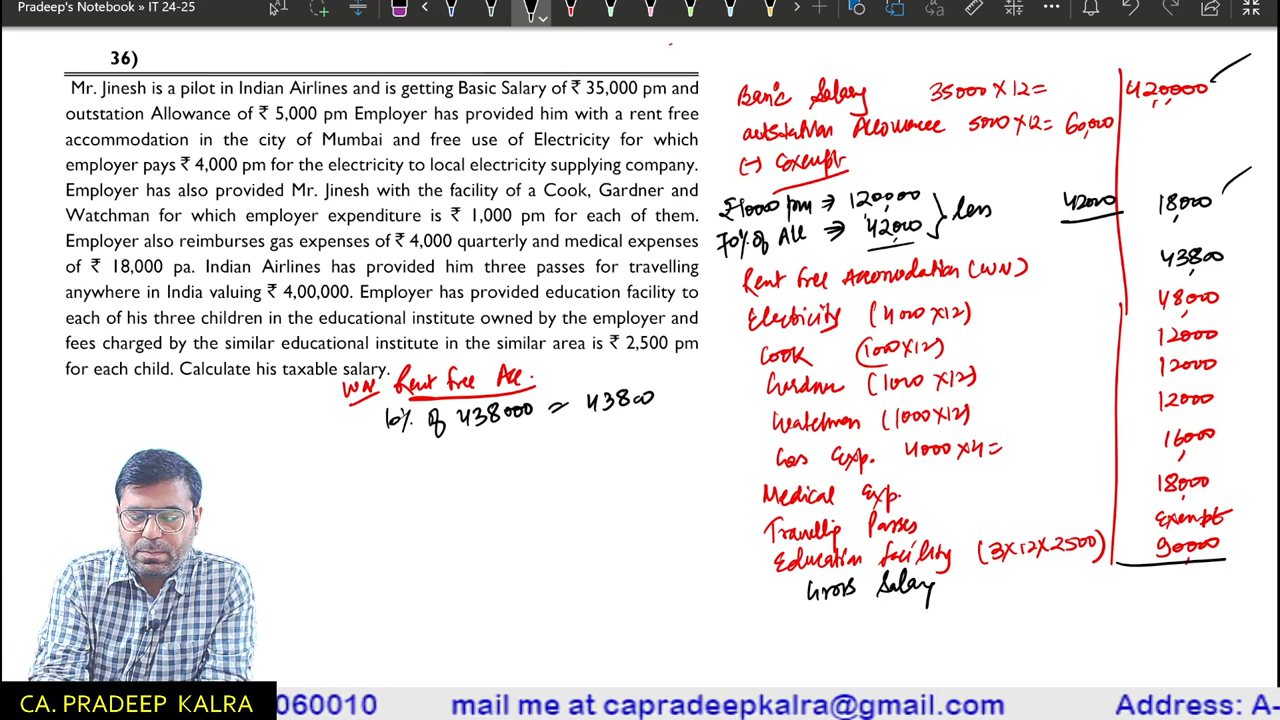 Pradeep's Notebook » IT 24-25
36)
Mr. Jinesh is a pilot in Indian Airlines and is getting Basic Salary of ₹ 35,000 pm and
outstation Allowance of ₹ 5,000 pm Employer has provided him with a rent free
accommodation in the city of Mumbai and free use of Electricity for which
employer pays ₹ 4,000 pm for the electricity to local electricity supplying company.
Employer has also provided Mr. Jinesh with the facility of a Cook, Gardner and
Watchman for which employer expenditure is ₹ 1,000 pm for each of them.
Employer also reimburses gas expenses of ₹ 4,000 quarterly and medical expenses
of ₹ 18,000 pa. Indian Airlines has provided him three passes for travelling
anywhere in India valuing ₹ 4,00,000. Employer has provided education facility to
each of his three children in the educational institute owned by the employer and
fees charged by the similar educational institute in the similar area is ₹ 2,500 pm
for each child. Calculate his taxable salary.
WN Rent Free Acc.
10% of 438000 = 43800
Basic Salary 35000 × 12 = 420000
outstation Allowance 5000 × 12 = 60,000
(-) Exempt
₹10000 pm ⇒ 120,000
70% of All ⇒ 42000 } less 42000 18000
Rent Free Accomodation (WN) 43800
Electricity (4000×12) 48000
Cook (1000×12) 12000
Gardner (1000×12) 12000
Watchman (1000×12) 12000
Gas Exp. 4000×4= 16000
Medical Exp. 18000
Travellig Passes Exempt
Education facility (3×12×2500) 90000
Gross Salary
CA. PRADEEP KALRA
060010 mail me at capradeepkalra@gmail.com Address: A-